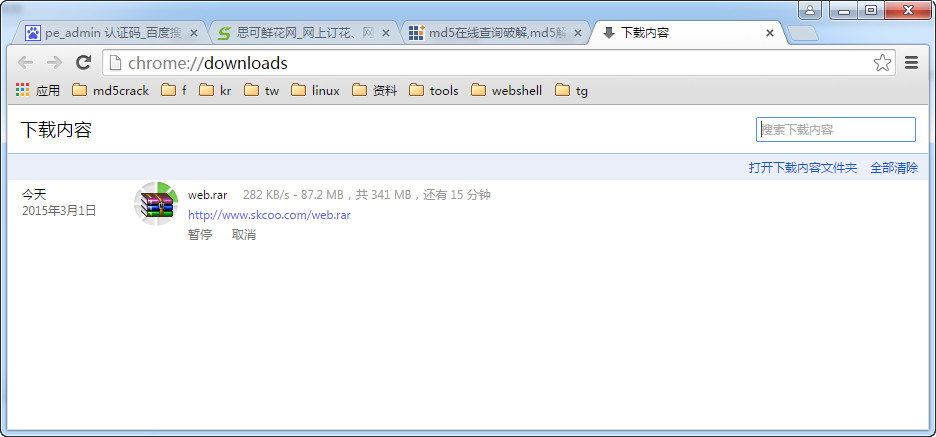 pe_admin 认证码_百度搜
思可鲜花网_网上订花、网
md5在线查询破解,md5解
下载内容
chrome://downloads
应用 md5crack f kr tw linux 资料 tools webshell tg
下载内容
搜索下载内容
打开下载内容文件夹 全部清除
今天
2015年3月1日
web.rar 282 KB/s - 87.2 MB，共 341 MB，还有 15 分钟
http://www.skcoo.com/web.rar
暂停 取消